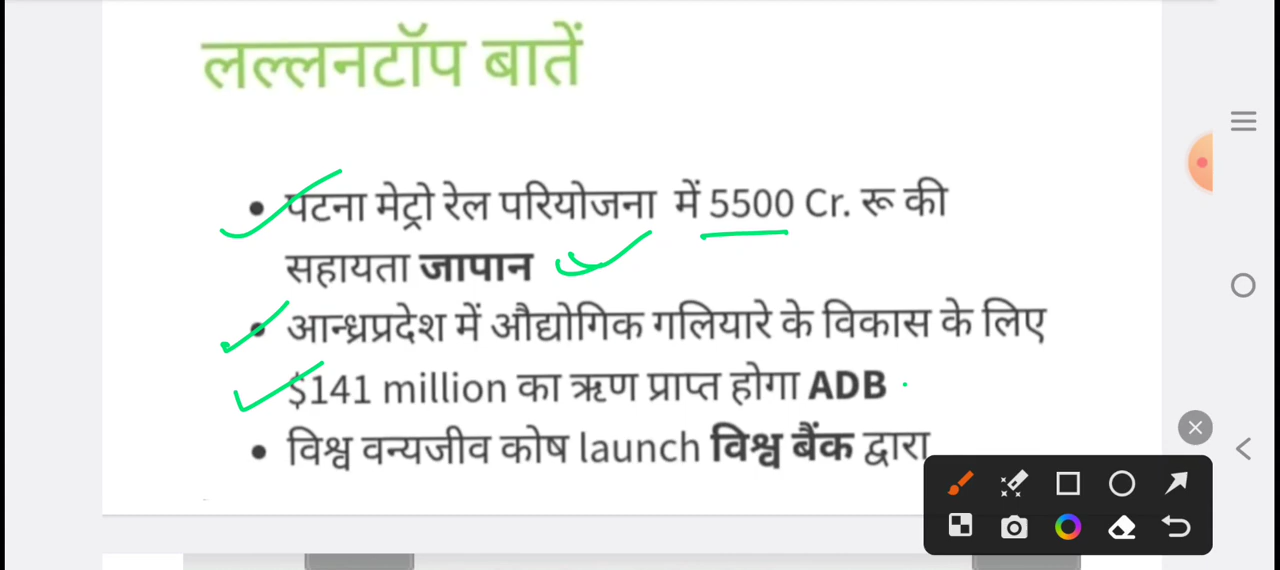 लल्लनटॉप बातें
• पटना मेट्रो रेल परियोजना में 5500 Cr. रू की
सहायता जापान
• आन्ध्रप्रदेश में औद्योगिक गलियारे के विकास के लिए
$141 million का ऋण प्राप्त होगा ADB
• विश्व वन्यजीव कोष launch विश्व बैंक द्वारा